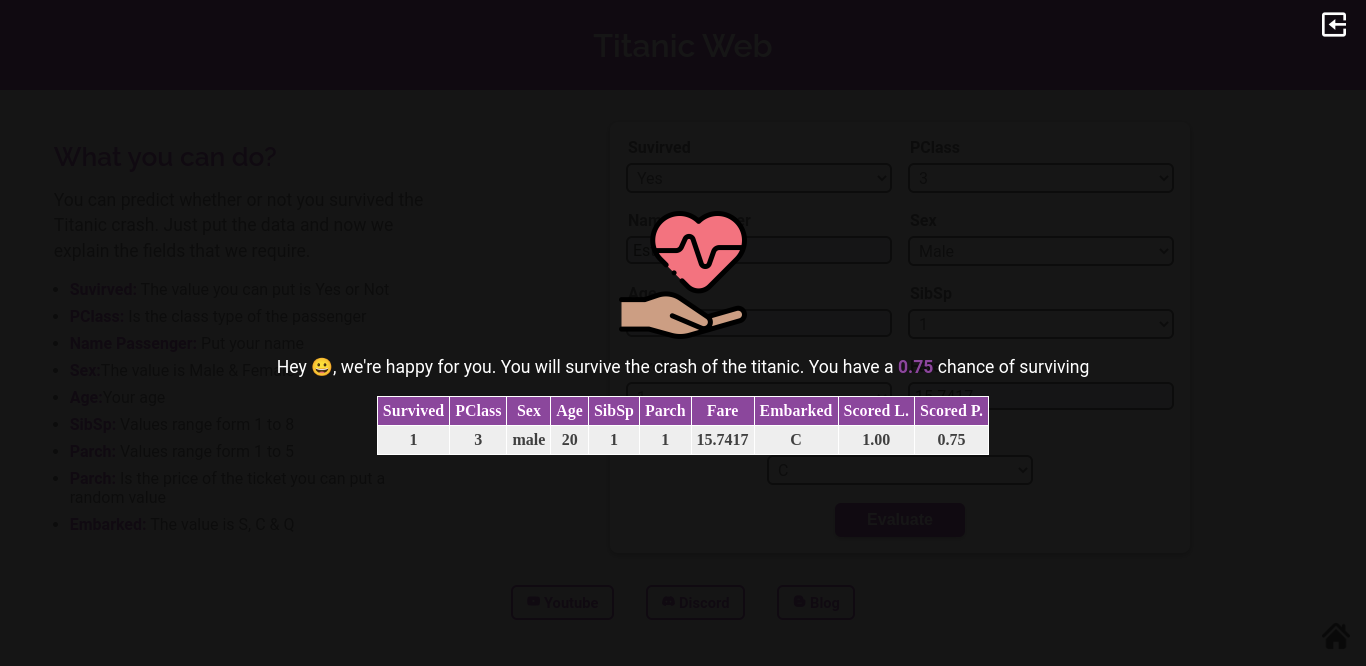 Titanic Web
What you can do?
You can predict whether or not you survived the
Titanic crash. Just put the data and now we
explain the fields that we require.
Suvirved: The value you can put is Yes or Not
PClass: Is the class type of the passenger
Name Passenger: Put your name
Sex:The value is Male &
Age:Your age
SibSp: Values range form 1 to 8
Parch: Values range form 1 to 5
Parch: Is the price of the ticket you can put a
random value
Embarked: The value is S, C & Q
Suvirved
PClass
Yes
3
Sex
Male
Age
SibSp
1
C
Evaluate
Hey 😀, we're happy for you. You will survive the crash of the titanic. You have a 0.75 chance of surviving
Survived PClass Sex Age SibSp Parch Fare Embarked Scored L. Scored P.
1 3 male 20 1 1 15.7417 C 1.00 0.75
Youtube
Discord
Blog